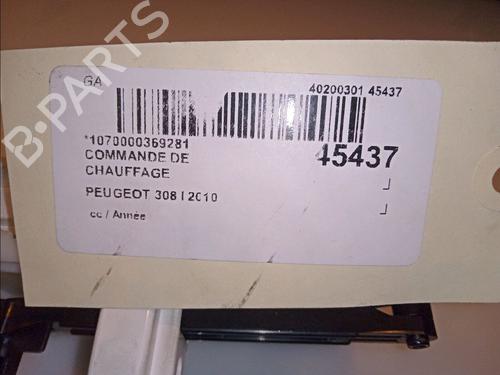 GA
40200301 45437
*1070000369281
45437
COMMANDE DE
CHAUFFAGE
PEUGEOT 308 I 2010
cc / Année
B-PARTS